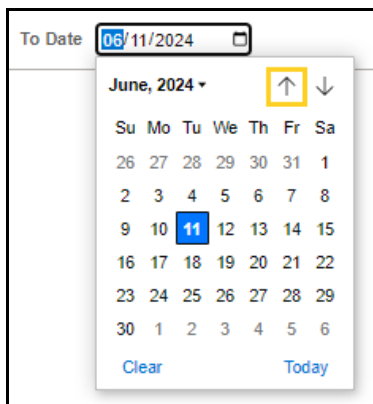 To Date 06/11/2024
June, 2024
Su Mo Tu We Th Fr Sa
26 27 28 29 30 31 1
2 3 4 5 6 7 8
9 10 11 12 13 14 15
16 17 18 19 20 21 22
23 24 25 26 27 28 29
30 1 2 3 4 5 6
Clear Today